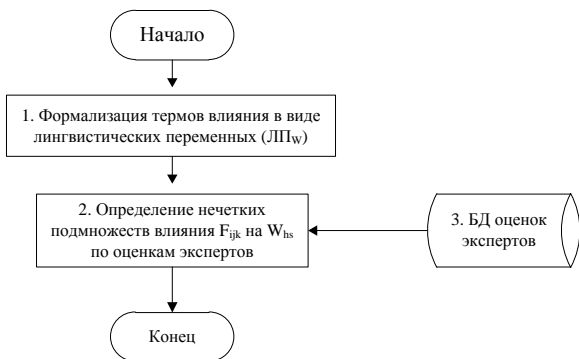 Начало
1. Формализация термов влияния в виде
лингвистических переменных (ЛПW)
2. Определение нечетких
подмножеств влияния Fijk на Whs
по оценкам экспертов
3. БД оценок
экспертов
Конец